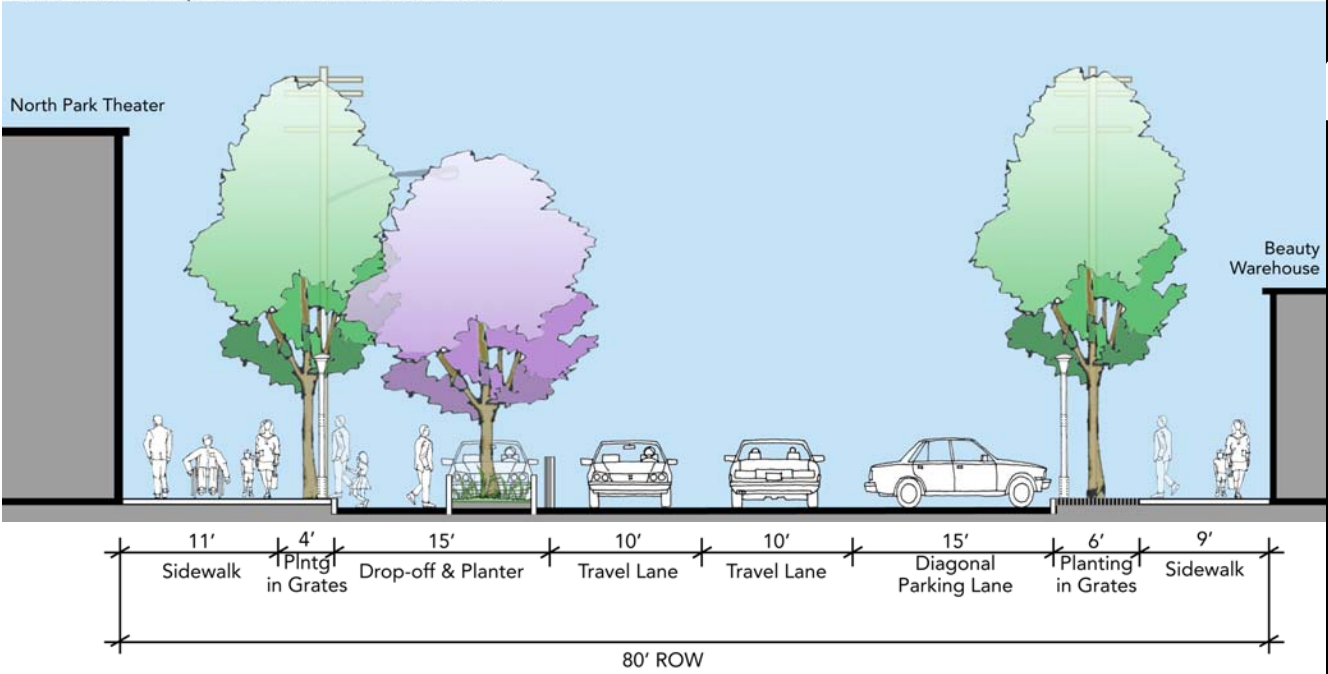 North Park Theater
Beauty
Warehouse
11'
Sidewalk
4'
Plntg
in Grates
15'
Drop-off & Planter
10'
Travel Lane
10'
Travel Lane
15'
Diagonal
Parking Lane
6'
Planting
in Grates
9'
Sidewalk
80' ROW